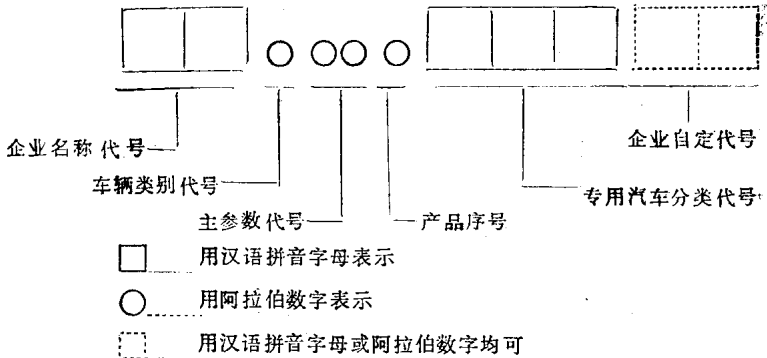 企业名称代号
企业自定代号
车辆类别代号
专用汽车分类代号
主参数代号
产品序号
用汉语拼音字母表示
用阿拉伯数字表示
用汉语拼音字母或阿拉伯数字均可